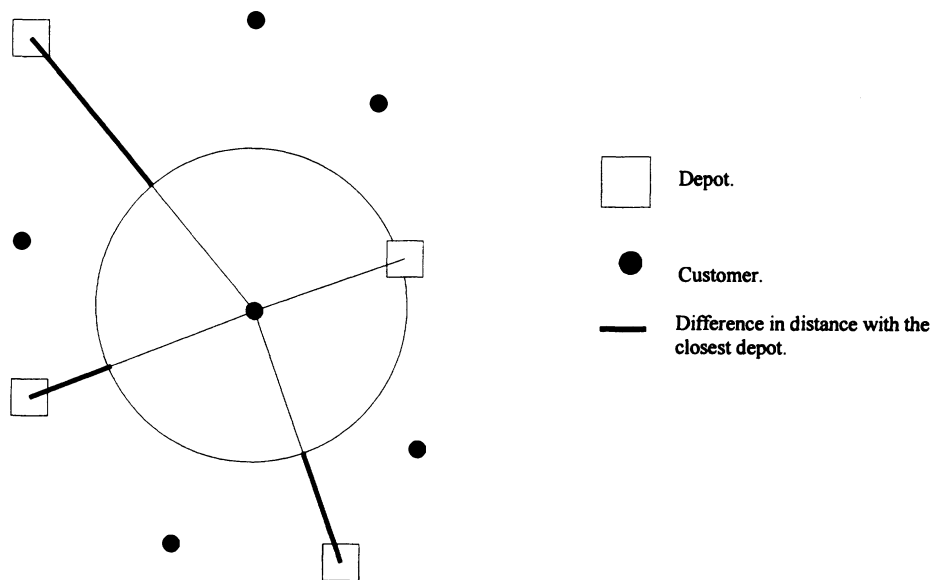 Depot.
Customer.
Difference in distance with the
closest depot.